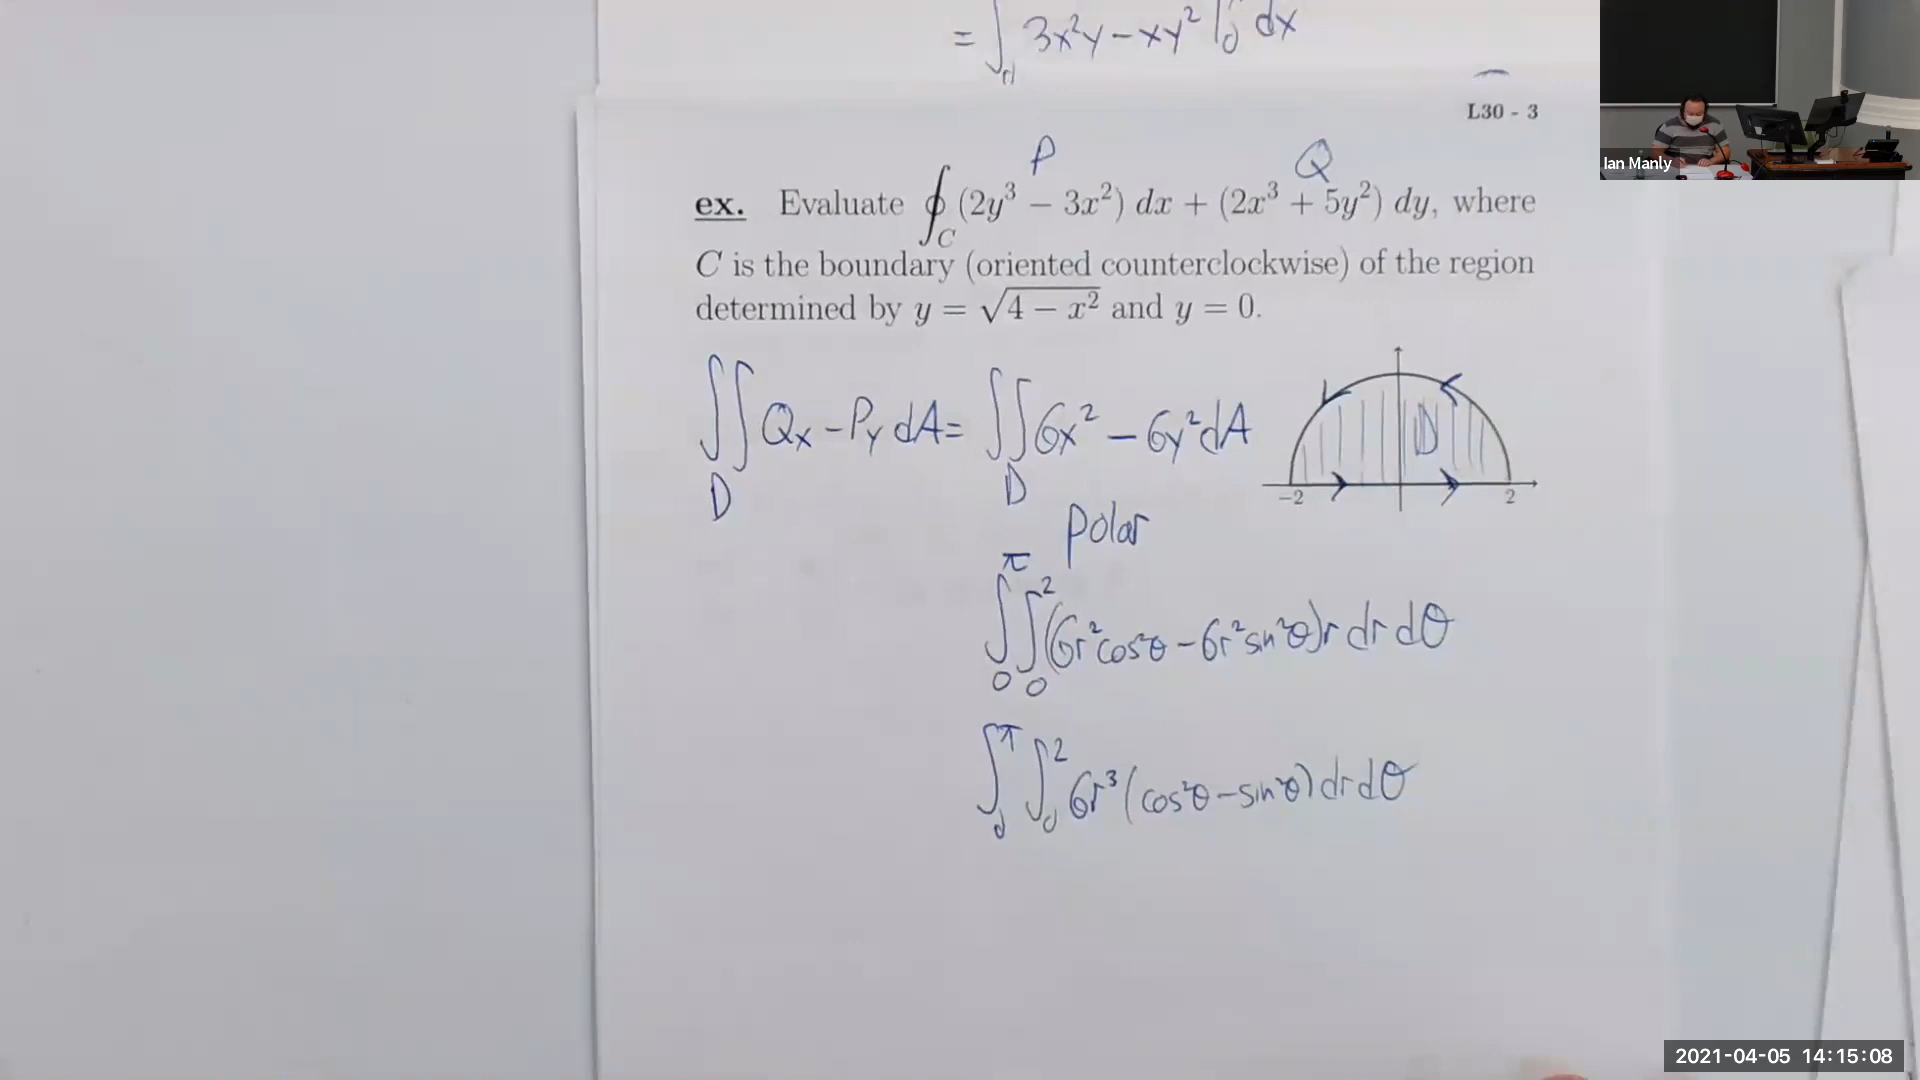 = ∫₀ 3x²y - xy² |₀ dx
L30 - 3
P Q
ex. Evaluate ∮_C (2y³ − 3x²) dx + (2x³ + 5y²) dy, where
C is the boundary (oriented counterclockwise) of the region
determined by y = √(4 − x²) and y = 0.
∬_D Qx - Py dA = ∬_D 6x² - 6y² dA
D
-2 2
Polar
∫₀^π ∫₀² (6r²cos²θ - 6r²sin²θ) r dr dθ
∫₀^π ∫₀² 6r³ (cos²θ - sin²θ) dr dθ
Ian Manly
2021-04-05 14:15:08